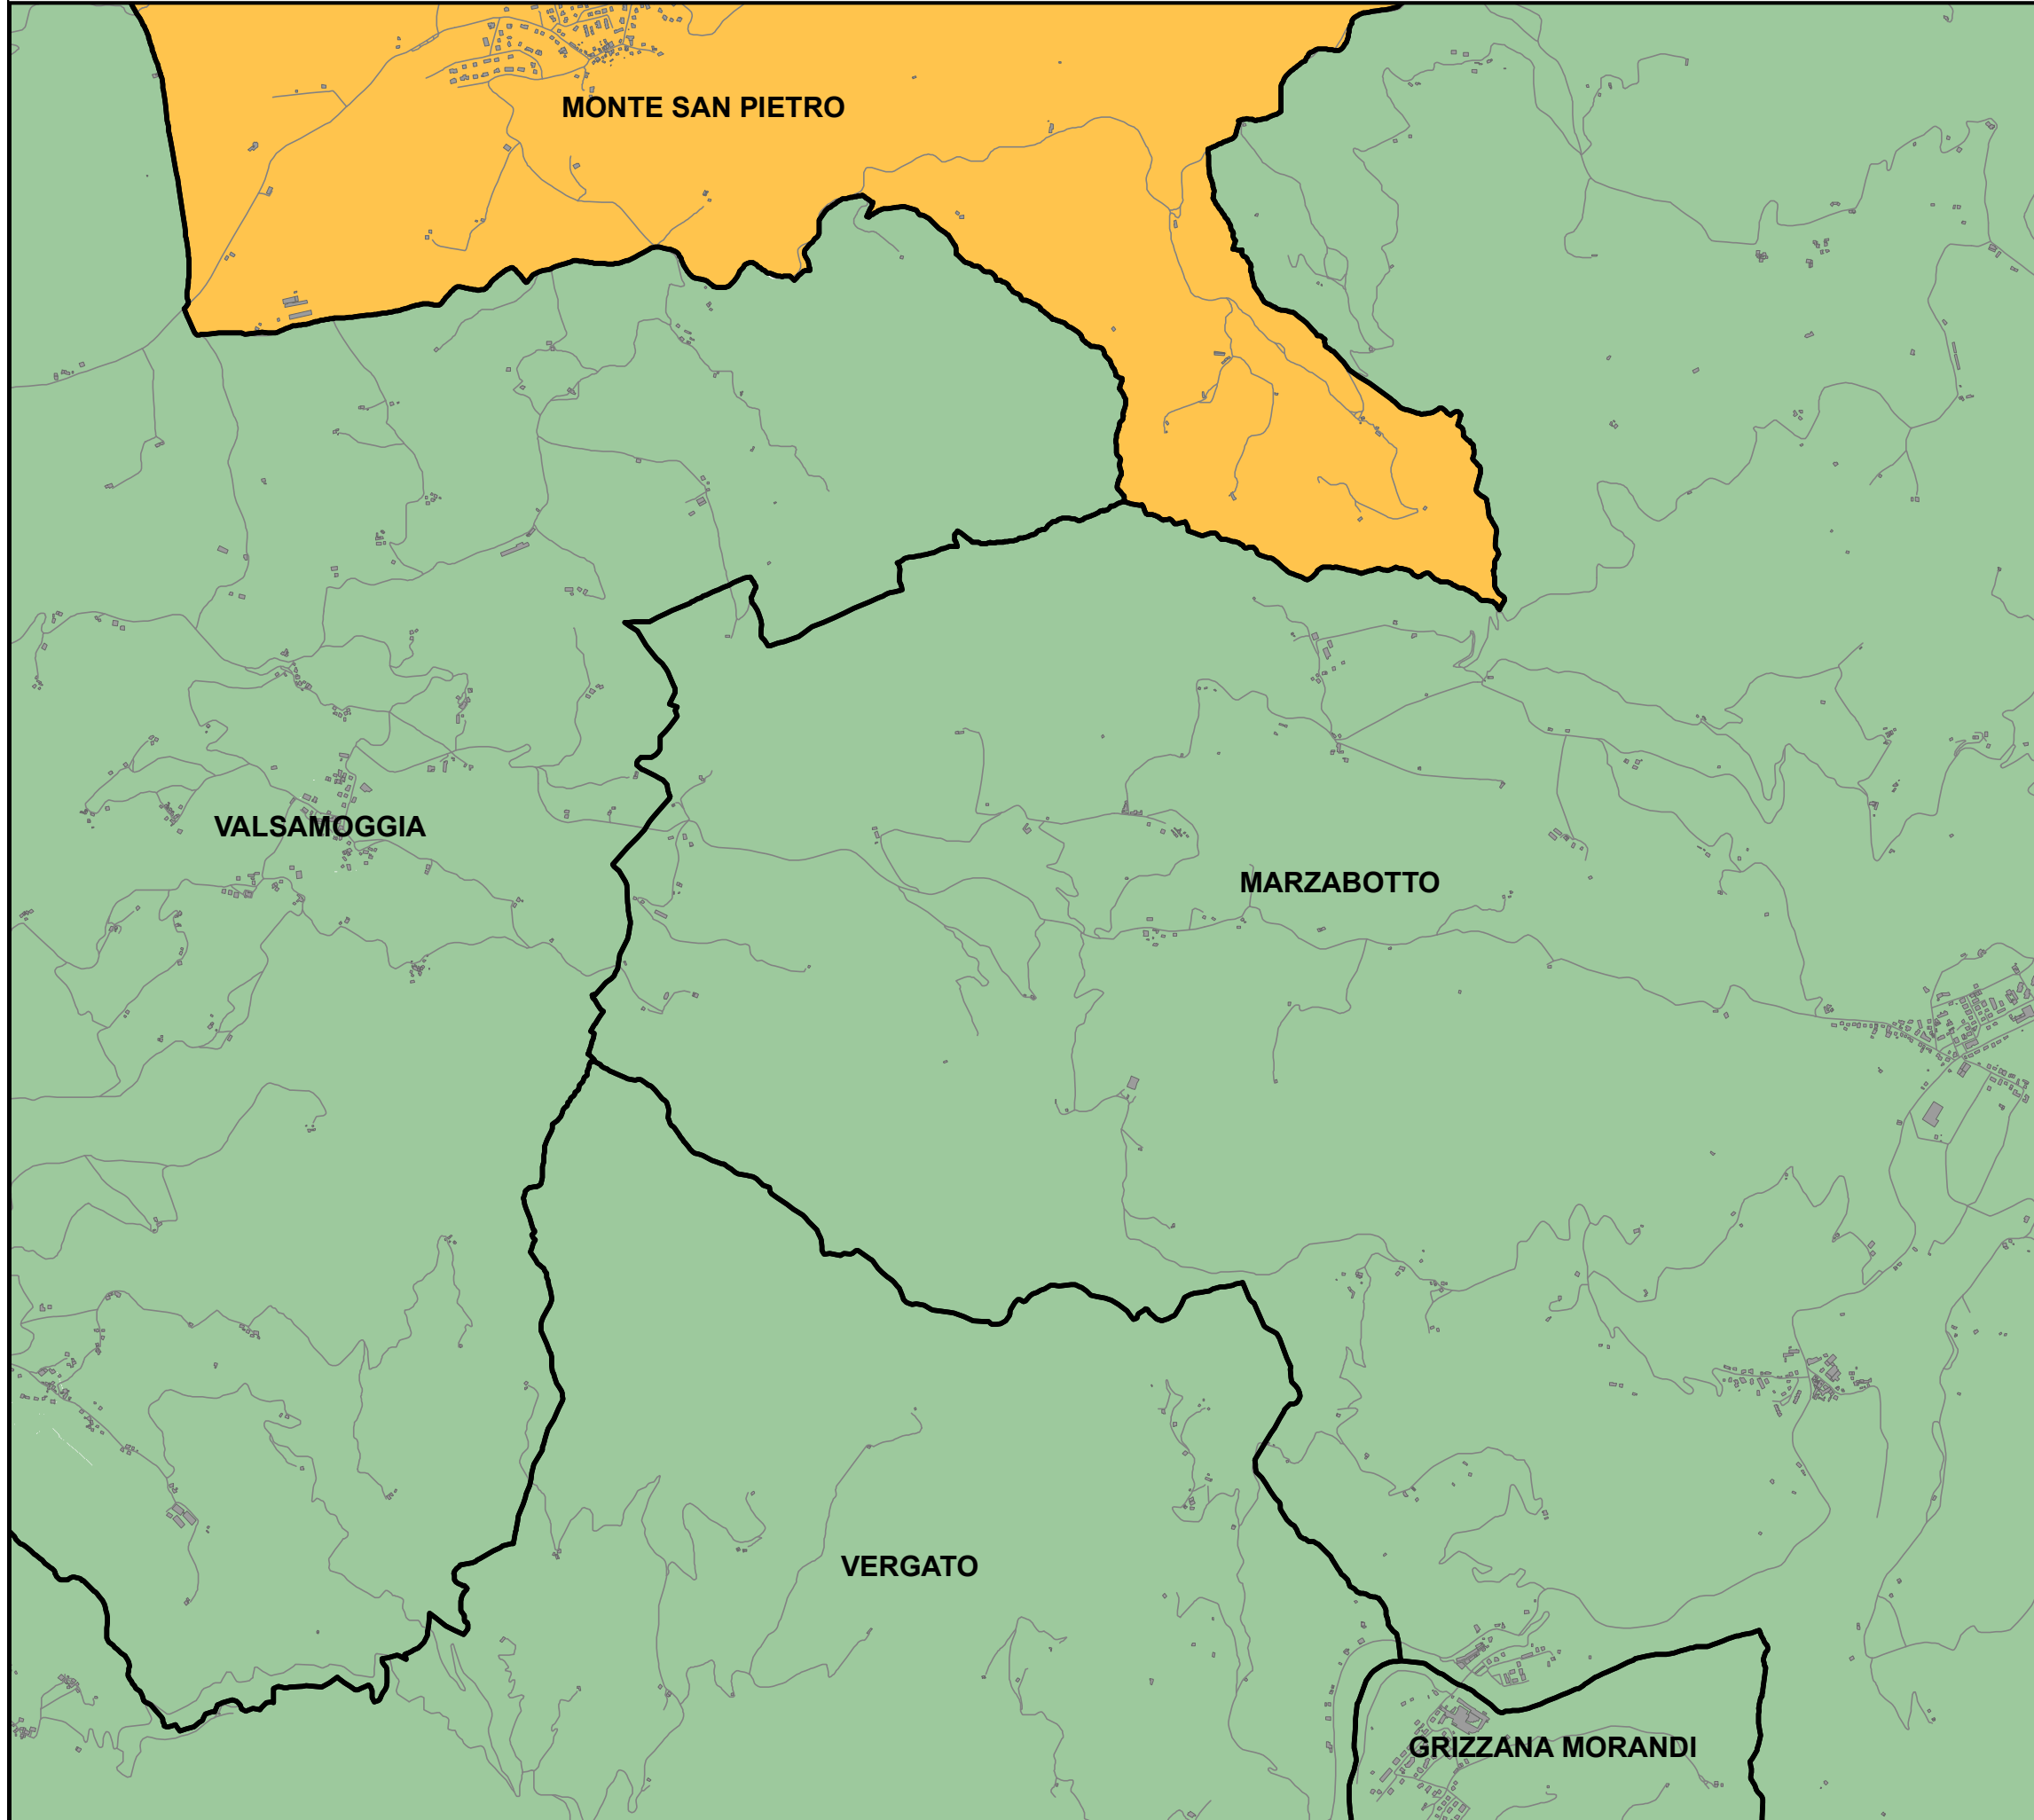 MONTE SAN PIETRO
VALSAMOGGIA
MARZABOTTO
VERGATO
GRIZZANA MORANDI